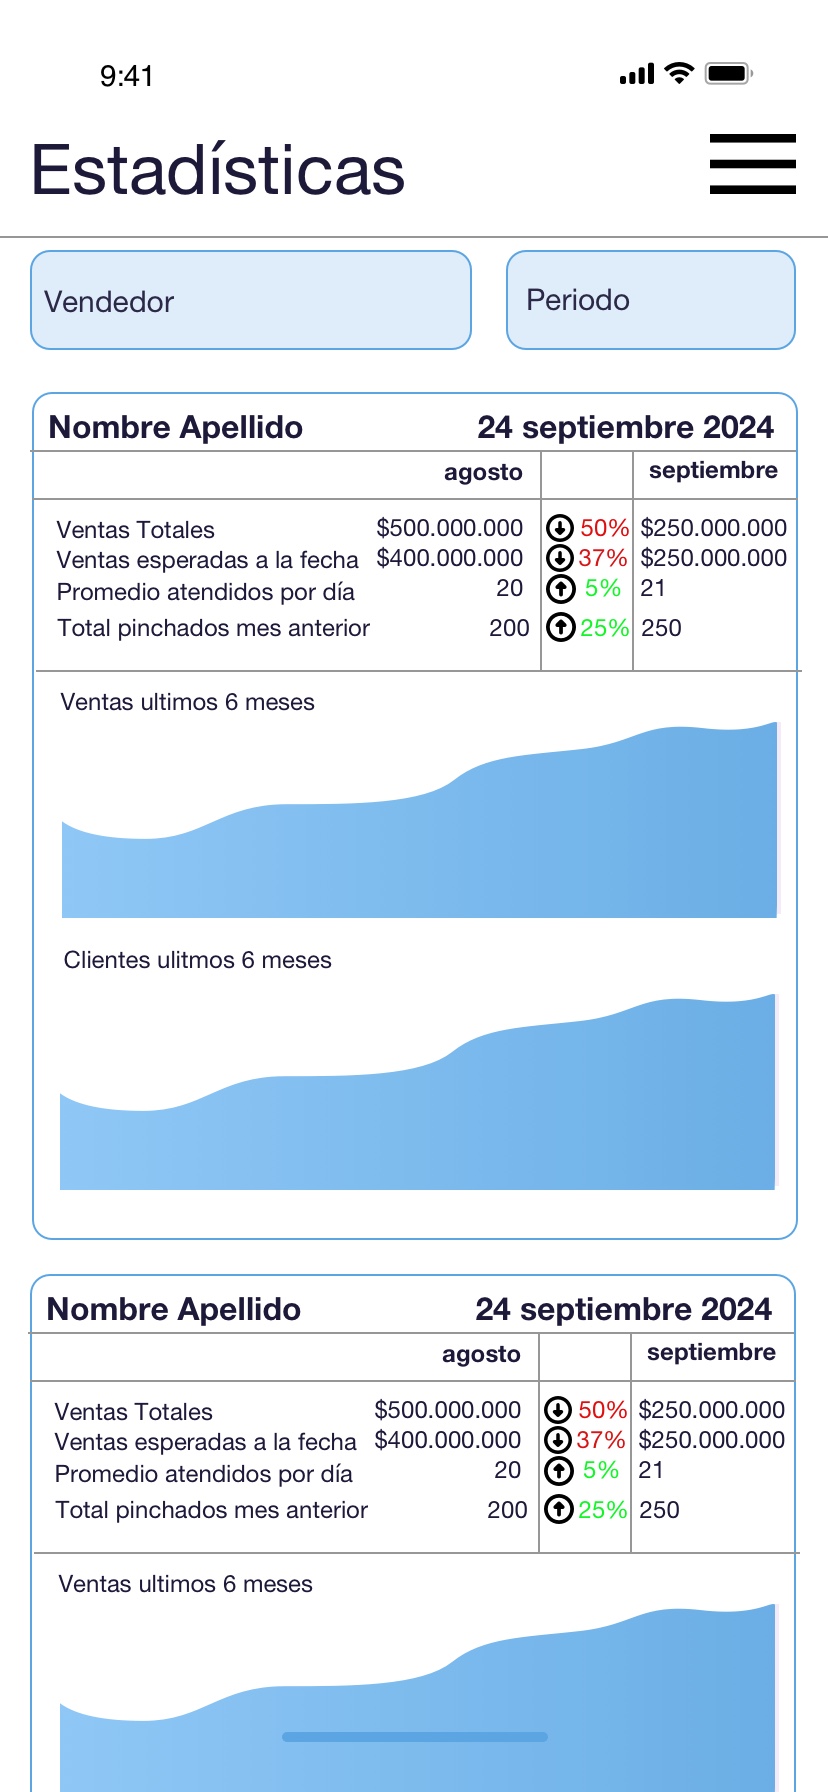 9:41
Estadísticas
Vendedor Periodo
Nombre Apellido 24 septiembre 2024
agosto septiembre
Ventas Totales $500.000.000 50% $250.000.000
Ventas esperadas a la fecha $400.000.000 37% $250.000.000
Promedio atendidos por día 20 5% 21
Total pinchados mes anterior 200 25% 250
Ventas ultimos 6 meses
Clientes ulitmos 6 meses
Nombre Apellido 24 septiembre 2024
agosto septiembre
Ventas Totales $500.000.000 50% $250.000.000
Ventas esperadas a la fecha $400.000.000 37% $250.000.000
Promedio atendidos por día 20 5% 21
Total pinchados mes anterior 200 25% 250
Ventas ultimos 6 meses